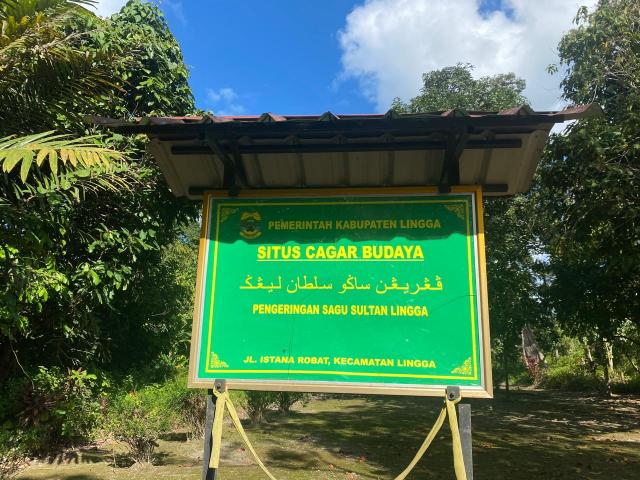 PEMERINTAH KABUPATEN LINGGA
SITUS CAGAR BUDAYA
ڤڠريڠن ساݢو سلطان ليڠݢ
PENGERINGAN SAGU SULTAN LINGGA
JL. ISTANA ROBAT, KECAMATAN LINGGA